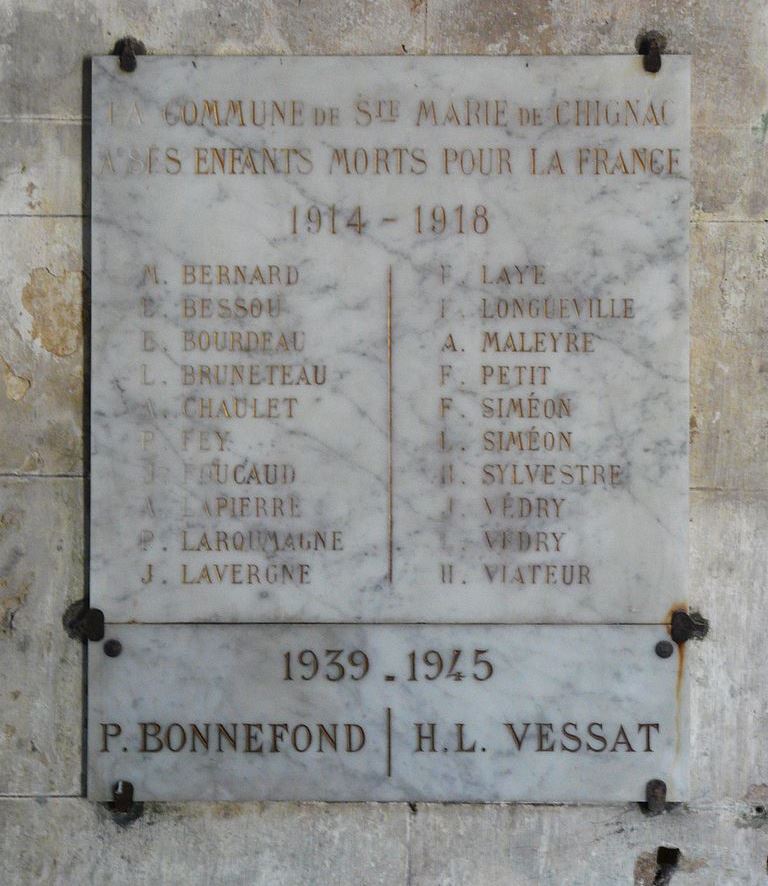 LA COMMUNE DE STE MARIE DE CHIGNAC
A SES ENFANTS MORTS POUR LA FRANCE
1914 - 1918
M. BERNARD
E. BESSOU
E. BOURDEAU
L. BRUNETEAU
A. CHAULET
P. FEY
J. FOUCAUD
A. LAPIERRE
P. LAROUMAGNE
J. LAVERGNE
F. LAYE
LONGUEVILLE
A. MALEYRE
F. PETIT
F. SIMÉON
L. SIMÉON
H. SYLVESTRE
J. VÉDRY
L. VÉDRY
H. VIATEUR
1939 - 1945
P. BONNEFOND
H. L. VESSAT